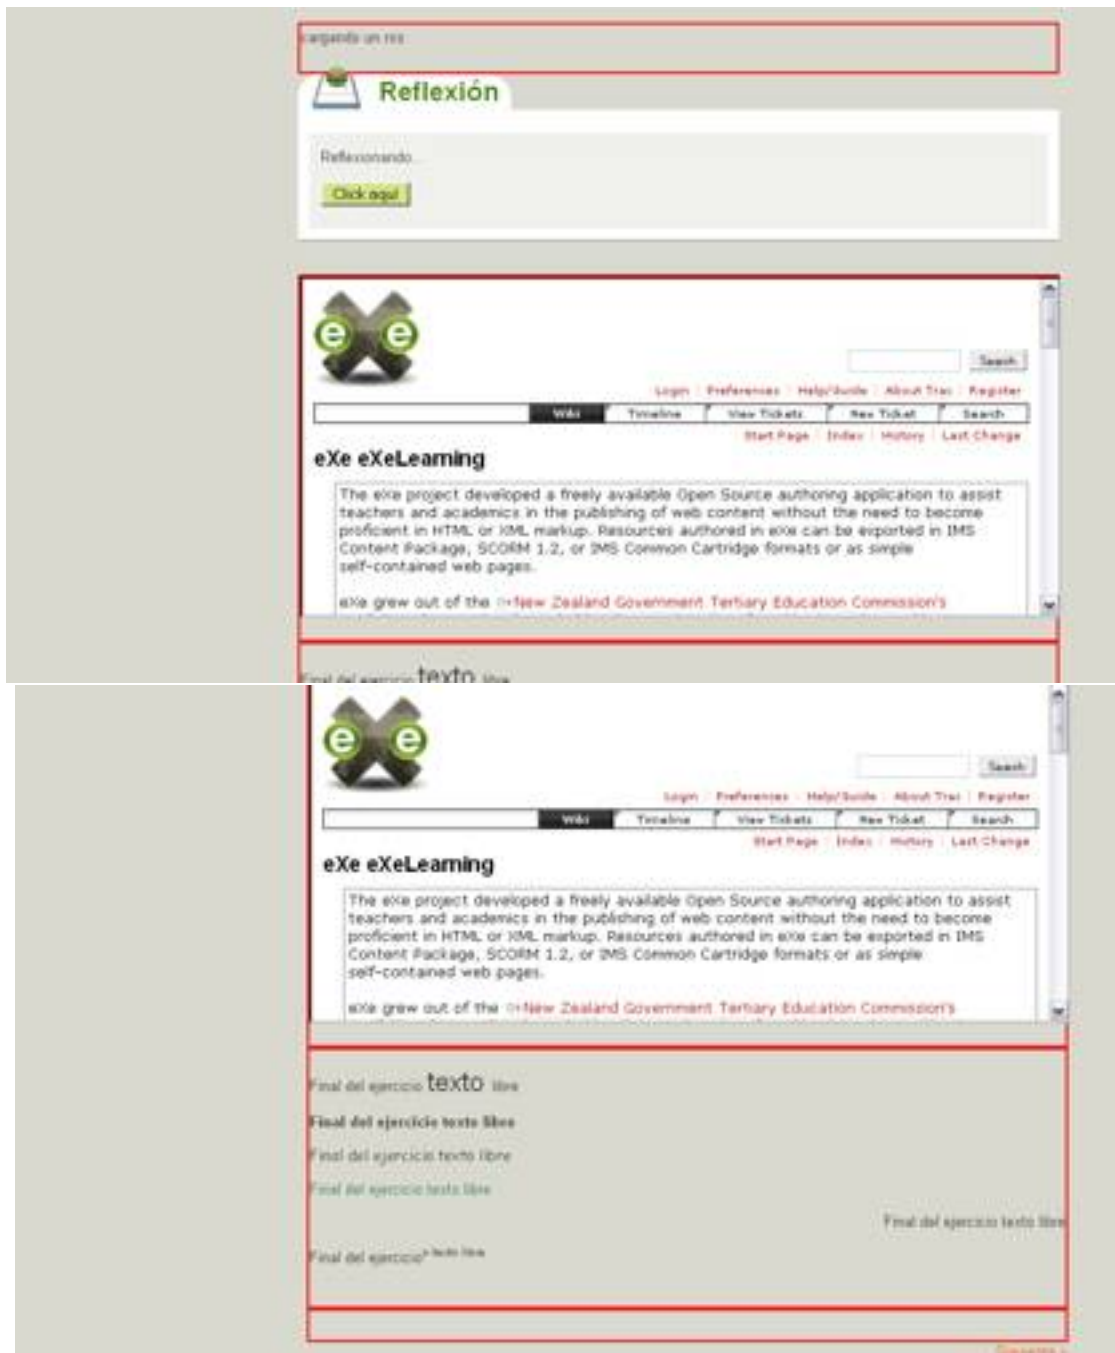 cargando un rss
Reflexión
Reflexionando...
Click aquí
e e
Search
Login Preferences Help/Guide About Trac Register
Wiki Timeline View Tickets New Ticket Search
Start Page Index History Last Change
eXe eXeLearning
The eXe project developed a freely available Open Source authoring application to assist
teachers and academics in the publishing of web content without the need to become
proficient in HTML or XML markup. Resources authored in eXe can be exported in IMS
Content Package, SCORM 1.2, or IMS Common Cartridge formats or as simple
self-contained web pages.
eXe grew out of the New Zealand Government Tertiary Education Commission's
Final del ejercicio texto libre
e e
Search
Login Preferences Help/Guide About Trac Register
Wiki Timeline View Tickets New Ticket Search
Start Page Index History Last Change
eXe eXeLearning
The eXe project developed a freely available Open Source authoring application to assist
teachers and academics in the publishing of web content without the need to become
proficient in HTML or XML markup. Resources authored in eXe can be exported in IMS
Content Package, SCORM 1.2, or IMS Common Cartridge formats or as simple
self-contained web pages.
eXe grew out of the New Zealand Government Tertiary Education Commission's
Final del ejercicio texto libre
Final del ejercicio texto libre
Final del ejercicio texto libre
Final del ejercicio texto libre
Final del ejercicio texto libre
Final del ejercicio texto libre